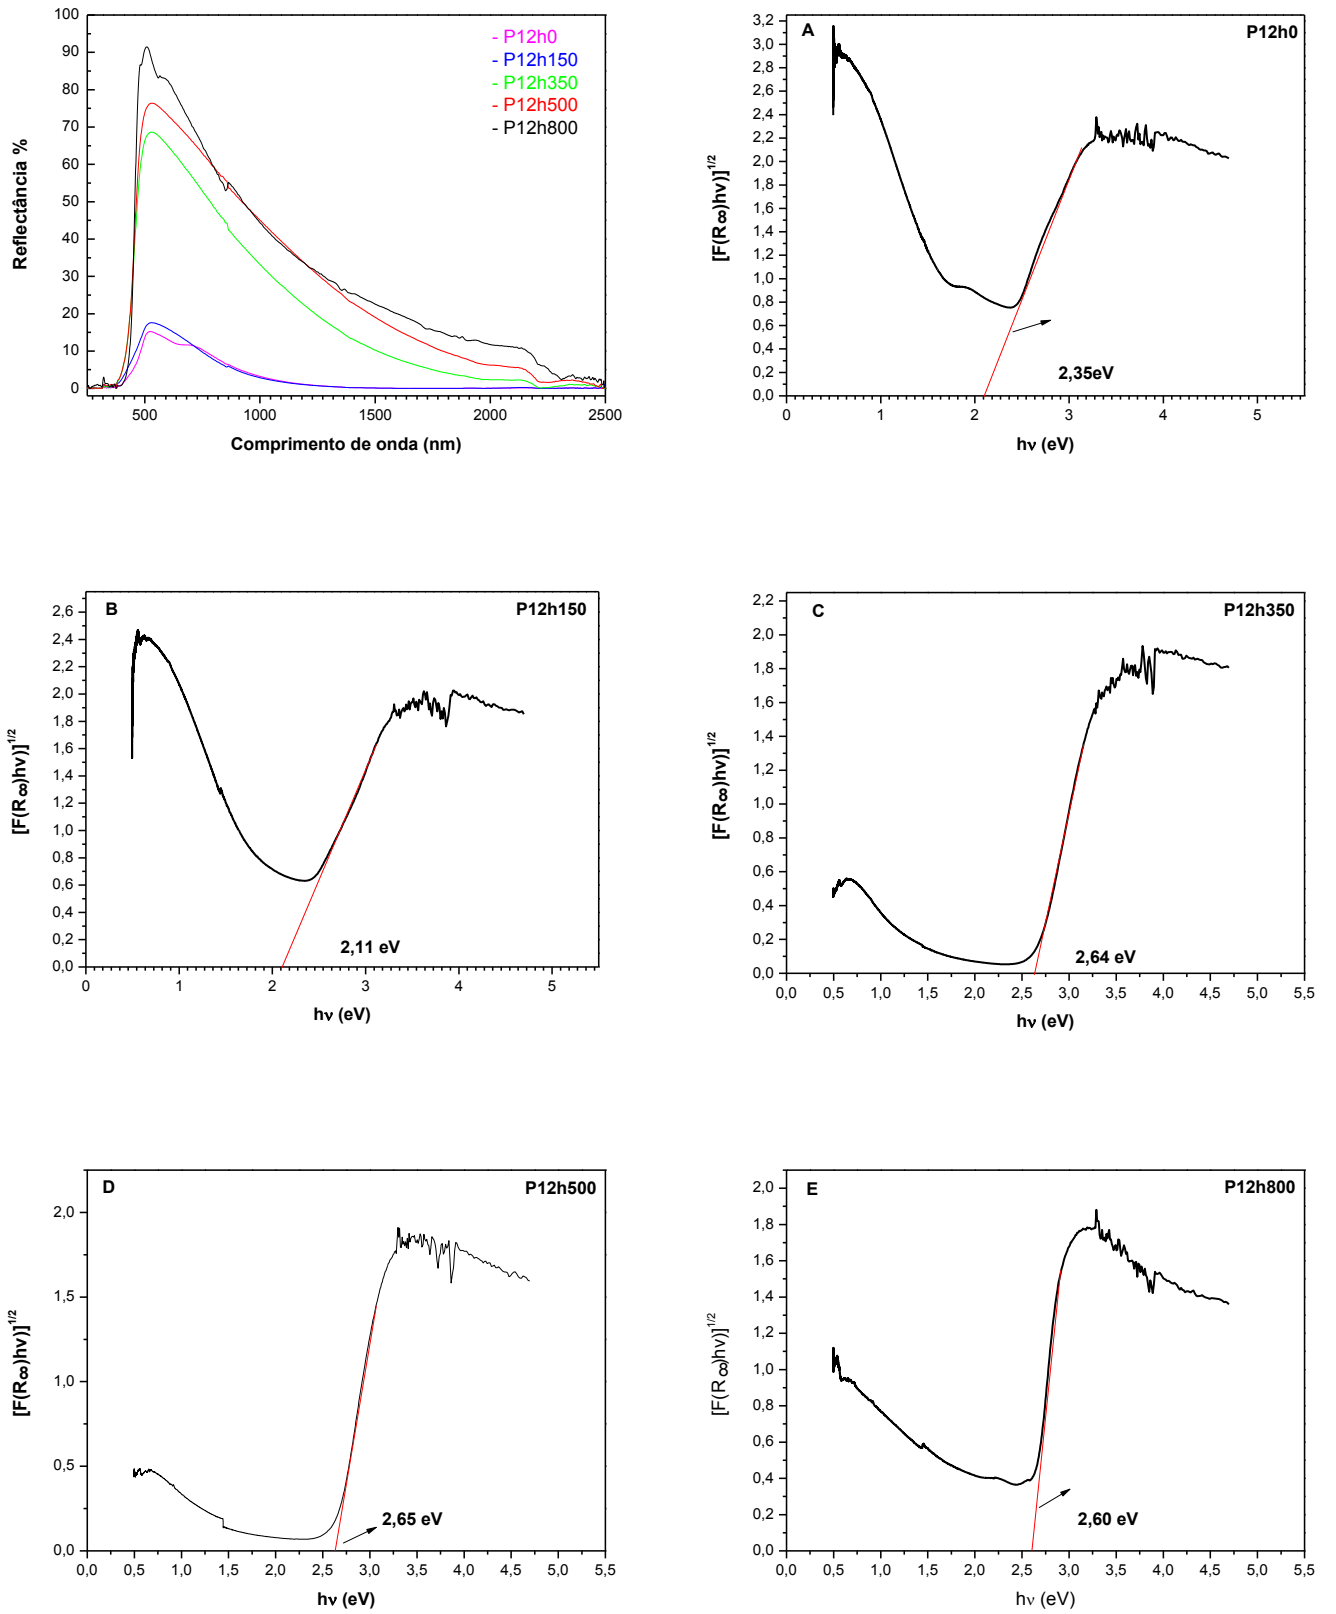 100
90
80
70
60
50
40
30
20
10
0
Reflectância %
- P12h0
- P12h150
- P12h350
- P12h500
- P12h800
500
1000
1500
2000
2500
Comprimento de onda (nm)
A
P12h0
3,2
3,0
2,8
2,6
2,4
2,2
2,0
1,8
1,6
1,4
1,2
1,0
0,8
0,6
0,4
0,2
0,0
[F(R∞)hν)]^1/2
2,35eV
0
1
2
3
4
5
hν (eV)
B
P12h150
2,6
2,4
2,2
2,0
1,8
1,6
1,4
1,2
1,0
0,8
0,6
0,4
0,2
0,0
[F(R∞)hν)]^1/2
2,11 eV
0
1
2
3
4
5
hν (eV)
C
P12h350
2,2
2,0
1,8
1,6
1,4
1,2
1,0
0,8
0,6
0,4
0,2
0,0
[F(R∞)hν)]^1/2
2,64 eV
0,0 0,5 1,0 1,5 2,0 2,5 3,0 3,5 4,0 4,5 5,0 5,5
hν (eV)
D
P12h500
2,0
1,5
1,0
0,5
0,0
[F(R∞)hν)]^1/2
2,65 eV
0,0 0,5 1,0 1,5 2,0 2,5 3,0 3,5 4,0 4,5 5,0 5,5
hν (eV)
E
P12h800
2,0
1,8
1,6
1,4
1,2
1,0
0,8
0,6
0,4
0,2
0,0
[F(R∞)hν)]^1/2
2,60 eV
0,0 0,5 1,0 1,5 2,0 2,5 3,0 3,5 4,0 4,5 5,0 5,5
hν (eV)